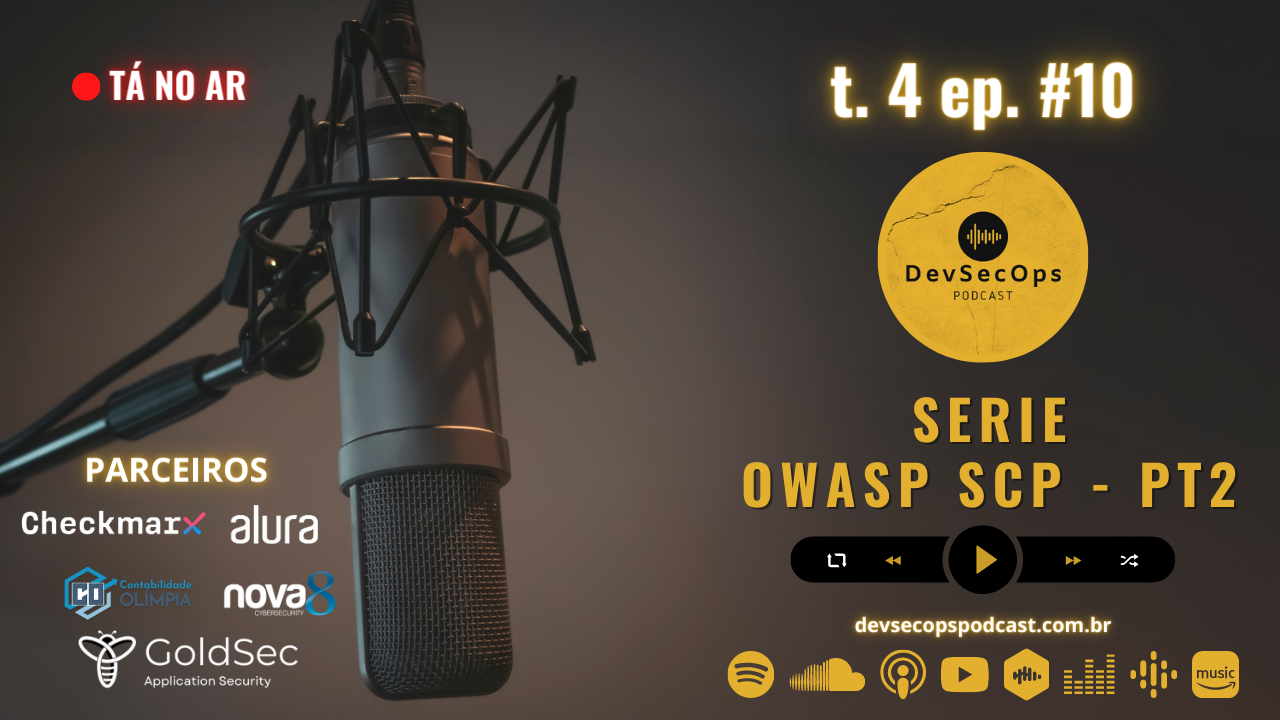 TÁ NO AR
t. 4 ep. #10
DevSecOps
PODCAST
SERIE
OWASP SCP - PT2
PARCEIROS
Checkmarx
alura
CO
Contabilidade
OLÍMPIA
nova8
CYBERSECURITY
GoldSec
Application Security
devsecopspodcast.com.br
music